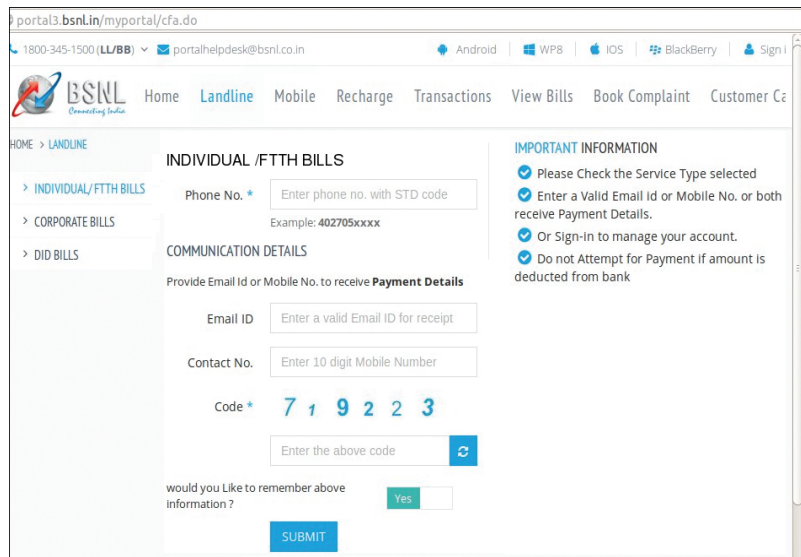 portal3.bsnl.in/myportal/cfa.do
1800-345-1500 (LL/BB) portalhelpdesk@bsnl.co.in Android WP8 IOS BlackBerry Sign i
BSNL
Connecting India
Home Landline Mobile Recharge Transactions View Bills Book Complaint Customer Ca
HOME > LANDLINE
> INDIVIDUAL/ FTTH BILLS
> CORPORATE BILLS
> DID BILLS
INDIVIDUAL /FTTH BILLS
Phone No. * Enter phone no. with STD code
Example: 402705xxxx
COMMUNICATION DETAILS
Provide Email Id or Mobile No. to receive Payment Details
Email ID Enter a valid Email ID for receipt
Contact No. Enter 10 digit Mobile Number
Code * 7 1 9 2 2 3
Enter the above code
would you Like to remember above
information ? Yes
SUBMIT
IMPORTANT INFORMATION
Please Check the Service Type selected
Enter a Valid Email id or Mobile No. or both
receive Payment Details.
Or Sign-in to manage your account.
Do not Attempt for Payment if amount is
deducted from bank